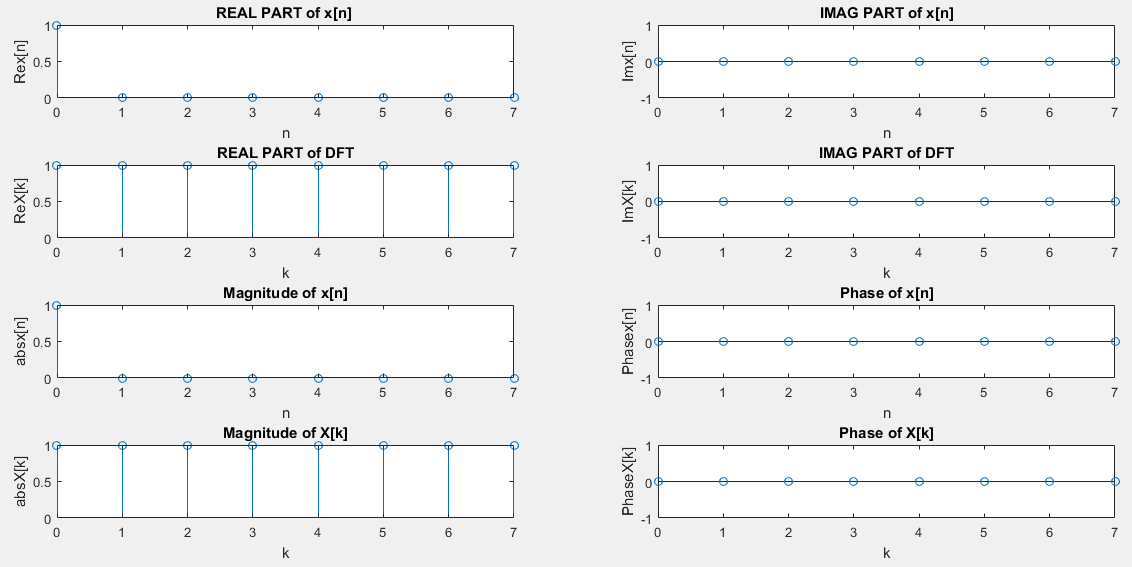 REAL PART of x[n]
Rex[n]
1
0.5
0
0 1 2 3 4 5 6 7
n
IMAG PART of x[n]
Imx[n]
1
0
-1
0 1 2 3 4 5 6 7
n
REAL PART of DFT
ReX[k]
1
0.5
0
0 1 2 3 4 5 6 7
k
IMAG PART of DFT
ImX[k]
1
0
-1
0 1 2 3 4 5 6 7
k
Magnitude of x[n]
absx[n]
1
0.5
0
0 1 2 3 4 5 6 7
n
Phase of x[n]
Phasex[n]
1
0
-1
0 1 2 3 4 5 6 7
n
Magnitude of X[k]
absX[k]
1
0.5
0
0 1 2 3 4 5 6 7
k
Phase of X[k]
PhaseX[k]
1
0
-1
0 1 2 3 4 5 6 7
k